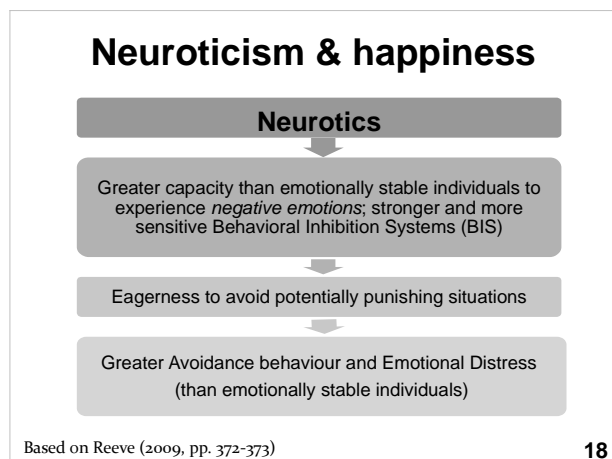 Neuroticism & happiness
Neurotics
Greater capacity than emotionally stable individuals to
experience negative emotions; stronger and more
sensitive Behavioral Inhibition Systems (BIS)
Eagerness to avoid potentially punishing situations
Greater Avoidance behaviour and Emotional Distress
(than emotionally stable individuals)
Based on Reeve (2009, pp. 372-373)
18